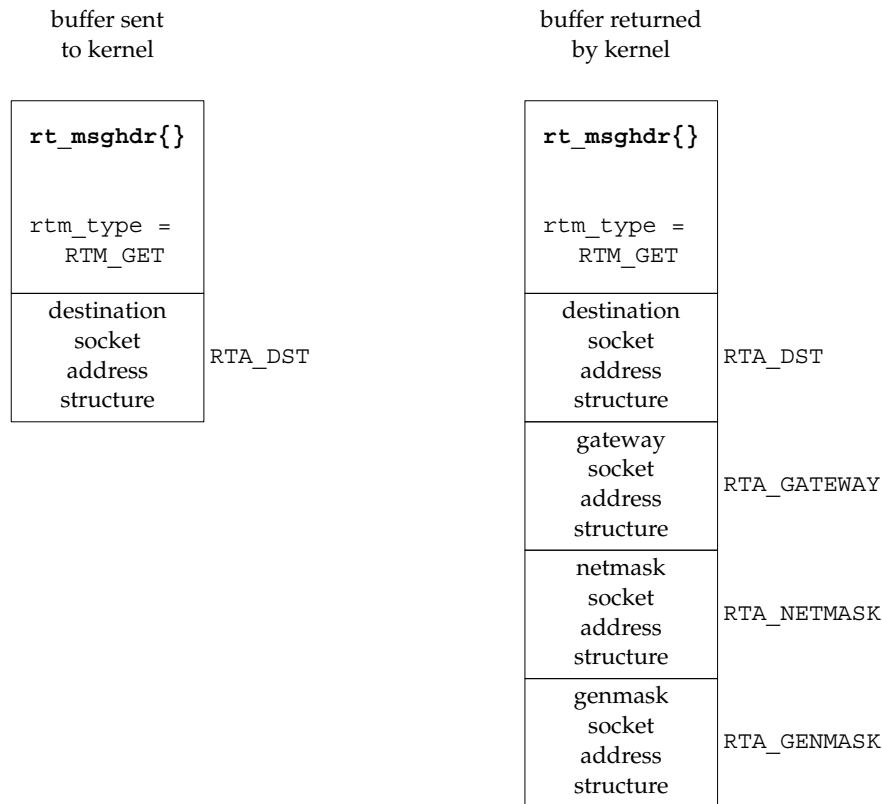 buffer sent
to kernel
rt_msghdr{}
rtm_type =
RTM_GET
destination
socket
address
structure
RTA_DST
buffer returned
by kernel
rt_msghdr{}
rtm_type =
RTM_GET
destination
socket
address
structure
RTA_DST
gateway
socket
address
structure
RTA_GATEWAY
netmask
socket
address
structure
RTA_NETMASK
genmask
socket
address
structure
RTA_GENMASK